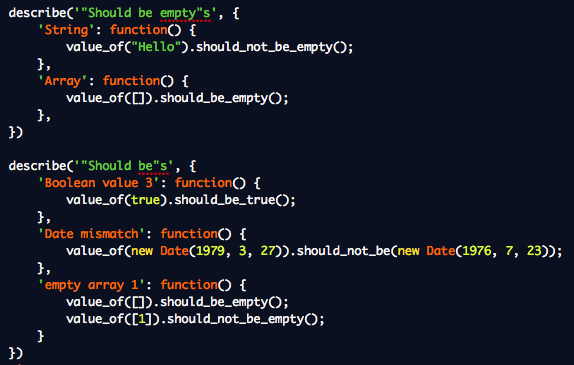 describe('"Should be empty"s', {
    'String': function() {
        value_of("Hello").should_not_be_empty();
    },
    'Array': function() {
        value_of([]).should_be_empty();
    },
})

describe('"Should be"s', {
    'Boolean value 3': function() {
        value_of(true).should_be_true();
    },
    'Date mismatch': function() {
        value_of(new Date(1979, 3, 27)).should_not_be(new Date(1976, 7, 23));
    },
    'empty array 1': function() {
        value_of([]).should_be_empty();
        value_of([1]).should_not_be_empty();
    }
})